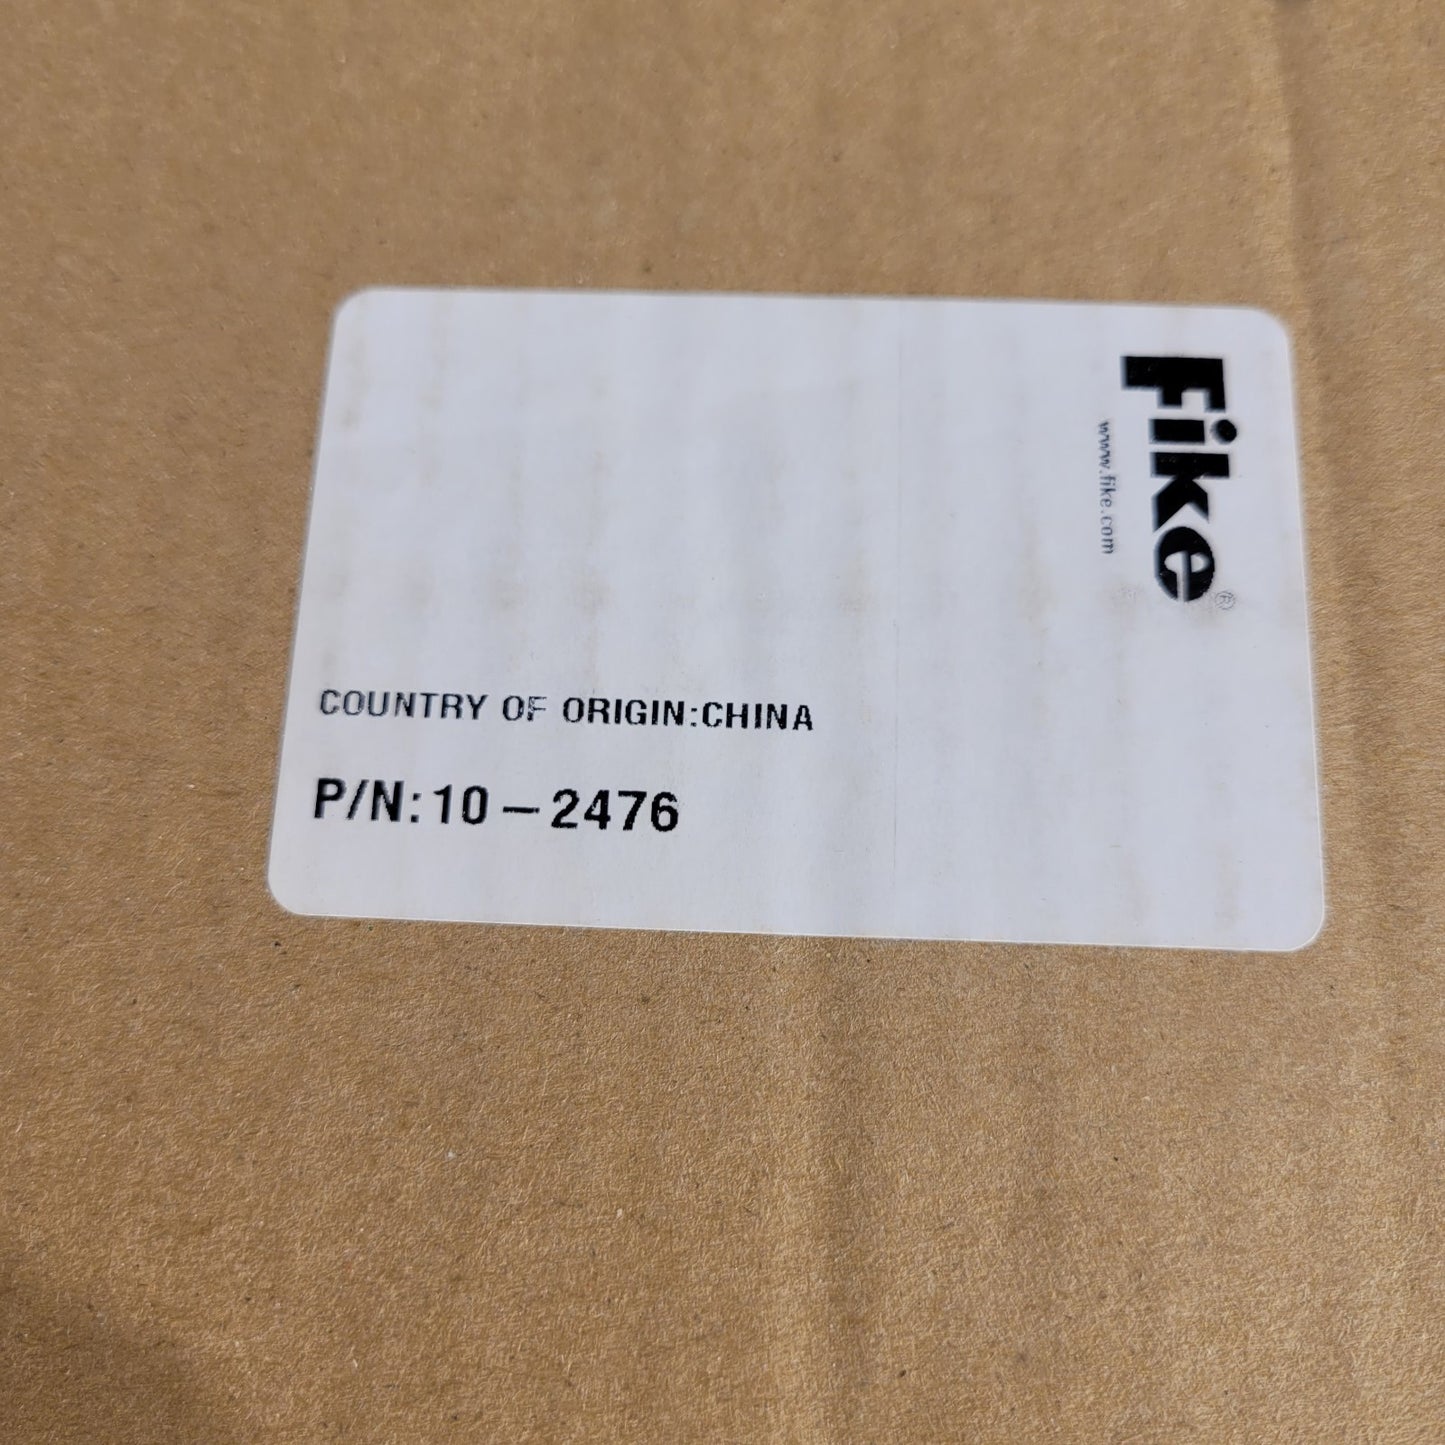 Fike®
www.fike.com
COUNTRY OF ORIGIN:CHINA
P/N:10-2476